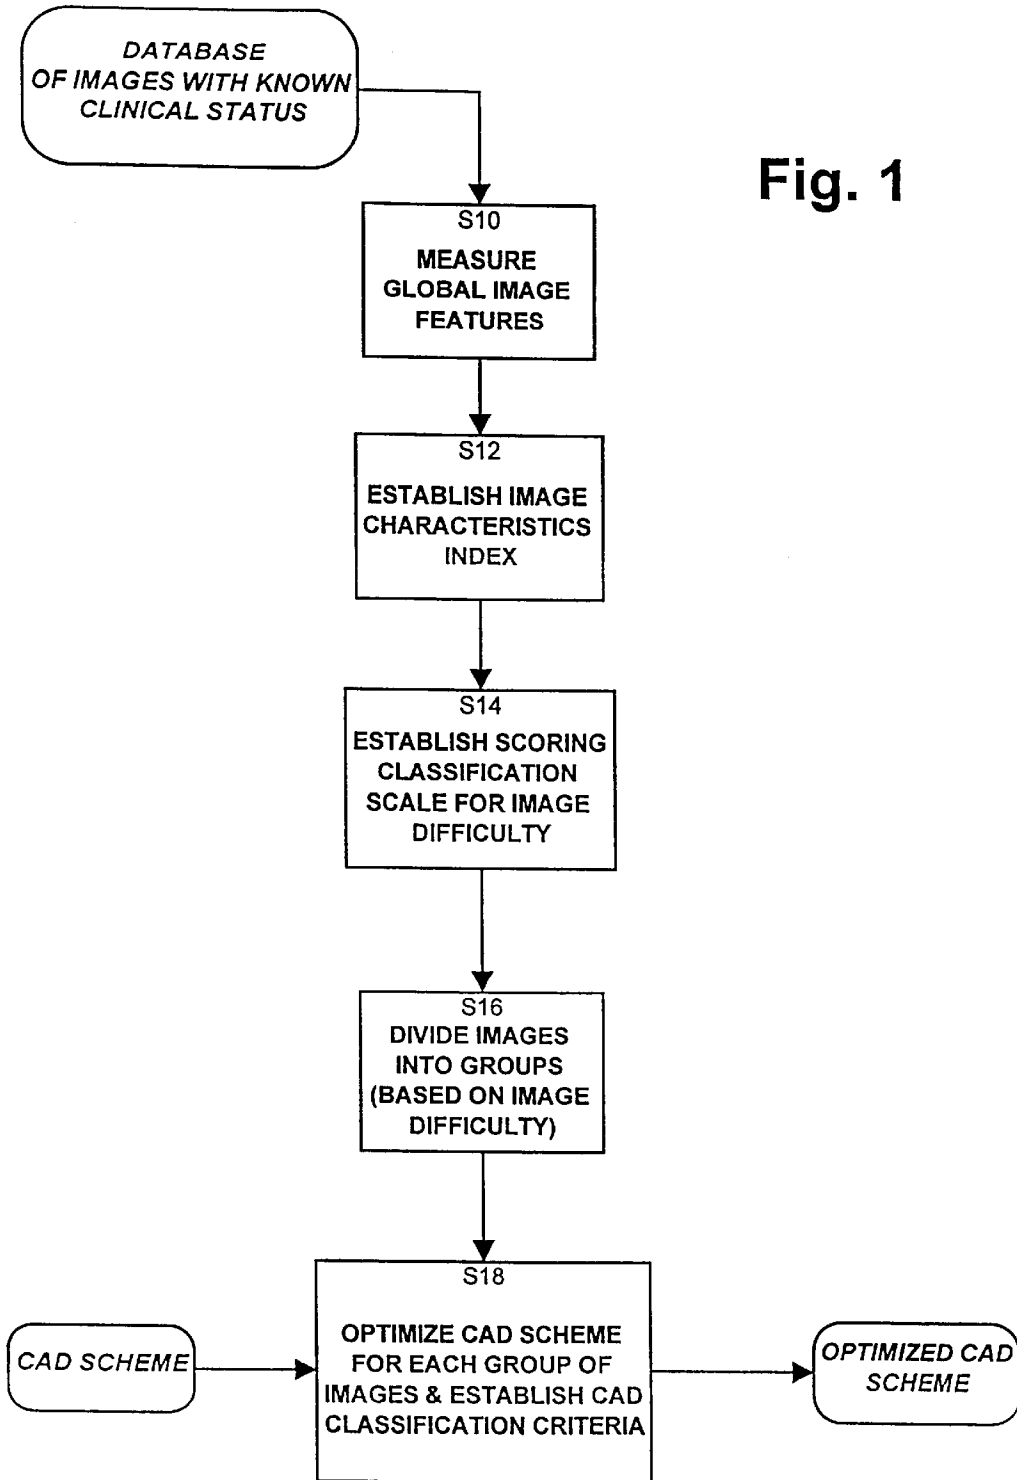 DATABASE
OF IMAGES WITH KNOWN
CLINICAL STATUS
Fig. 1
S10
MEASURE
GLOBAL IMAGE
FEATURES
S12
ESTABLISH IMAGE
CHARACTERISTICS
INDEX
S14
ESTABLISH SCORING
CLASSIFICATION
SCALE FOR IMAGE
DIFFICULTY
S16
DIVIDE IMAGES
INTO GROUPS
(BASED ON IMAGE
DIFFICULTY)
S18
OPTIMIZE CAD SCHEME
FOR EACH GROUP OF
IMAGES & ESTABLISH CAD
CLASSIFICATION CRITERIA
CAD SCHEME
OPTIMIZED CAD
SCHEME